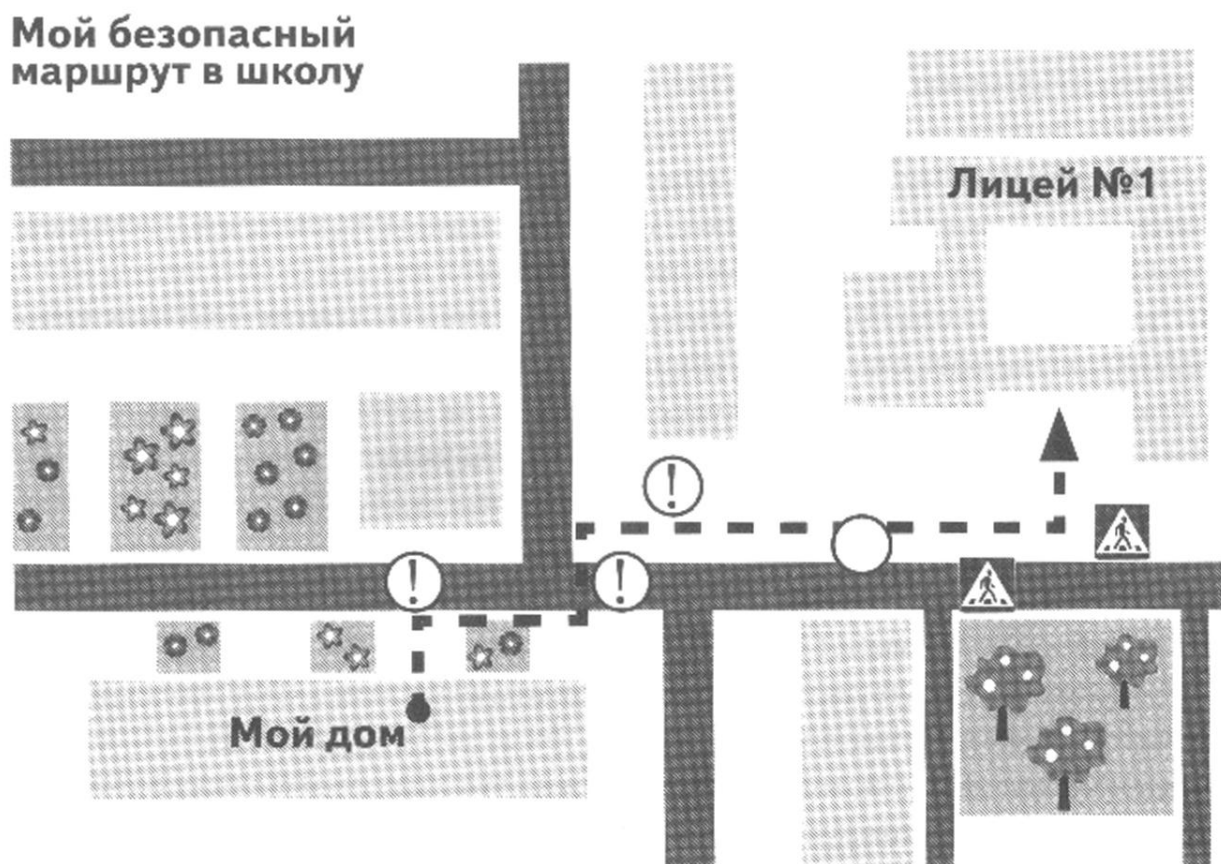 Мой безопасный
маршрут в школу
Лицей №1
!
!
!
Мой дом